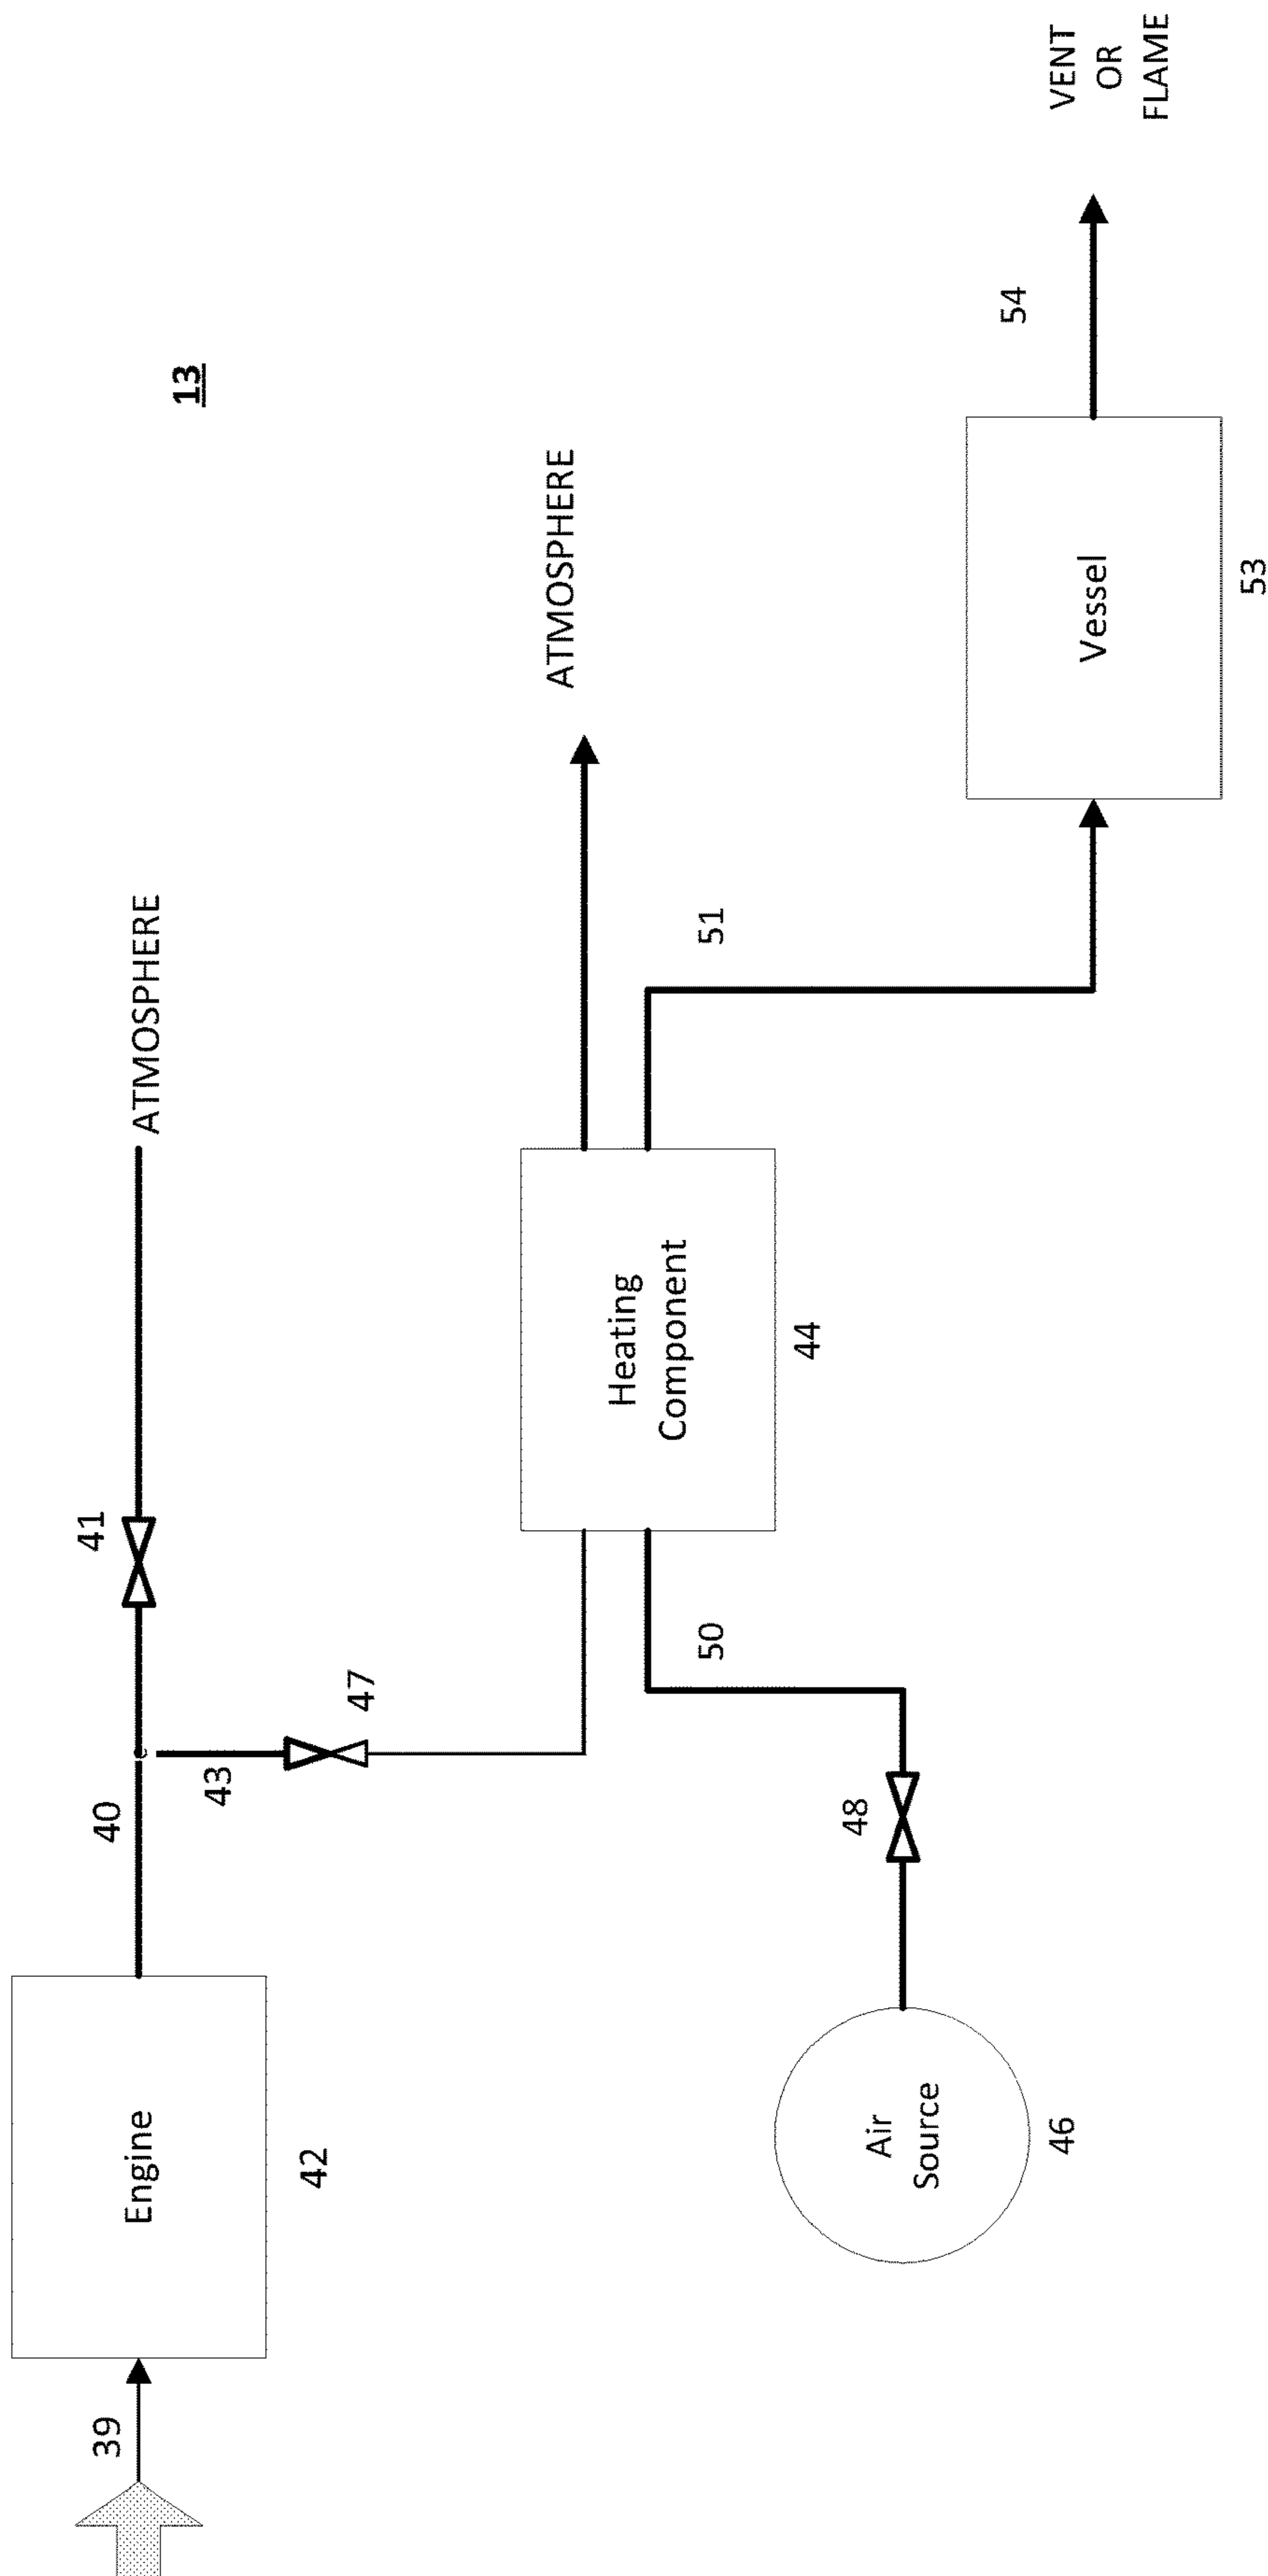 13
39
Engine
42
40
41
ATMOSPHERE
43
47
Heating
Component
44
ATMOSPHERE
Air
Source
46
48
50
51
Vessel
53
54
VENT
OR
FLAME